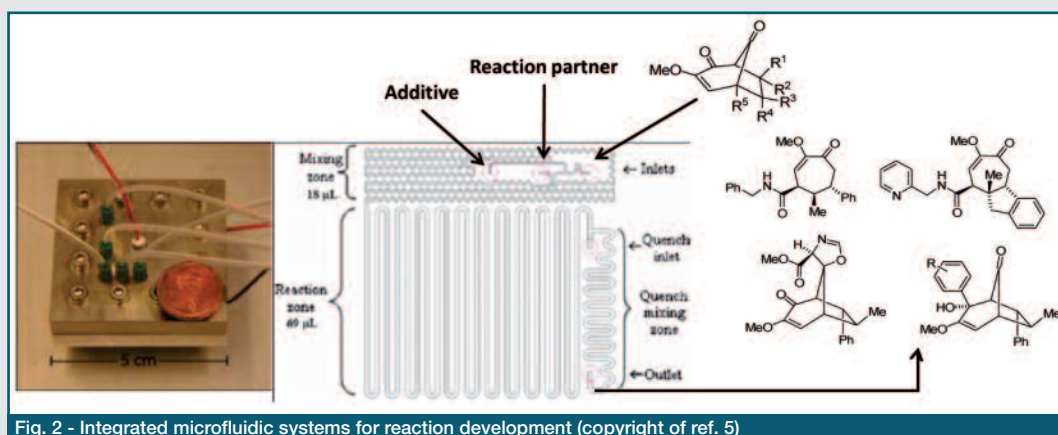 Reaction partner
Additive
O
O
MeO
R¹
R²
R³
R⁴
R⁵
Mixing
zone
18 µL
← Inlets
Reaction
zone
69 µL
← Quench
inlet
Quench
mixing
zone
← Outlet
5 cm
MeO
O
Ph
N
H
O
Me
Ph
MeO
O
Me
N
H
N
O
H
N
MeO
O
O
O
MeO
Me
Ph
R
O
HO
MeO
Me
Ph
Fig. 2 - Integrated microfluidic systems for reaction development (copyright of ref. 5)